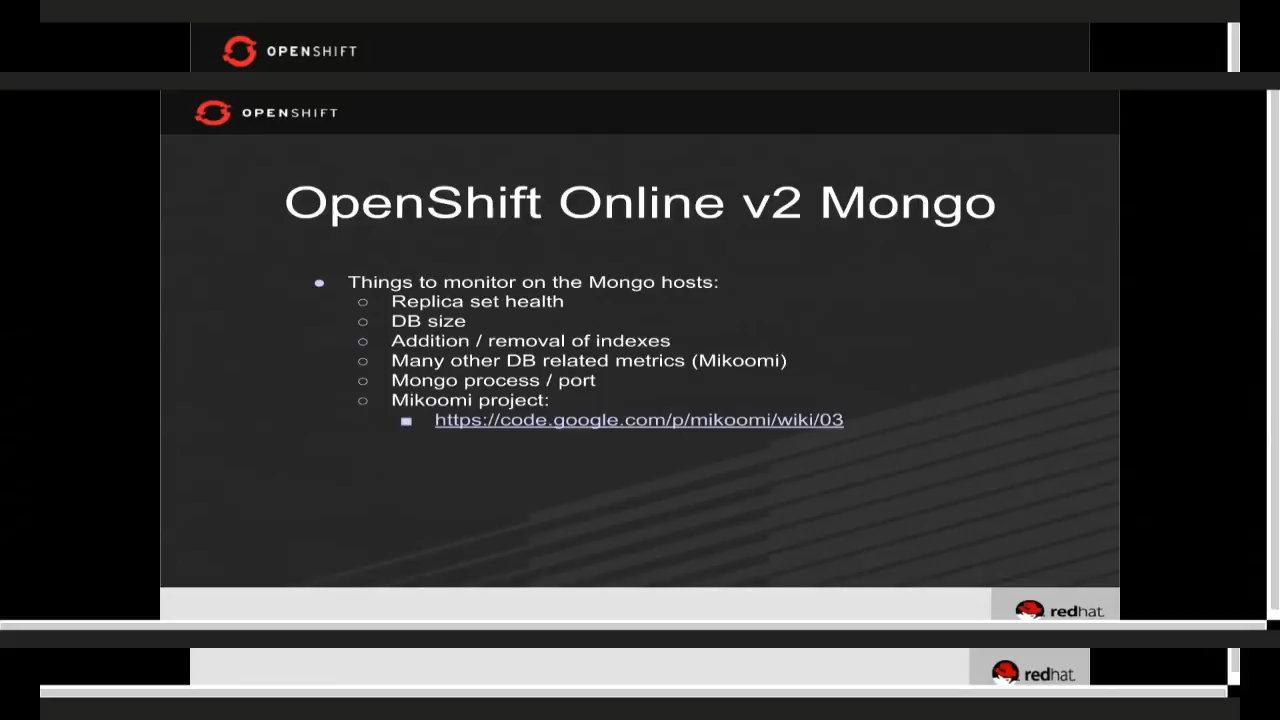 OPENSHIFT
OPENSHIFT
OpenShift Online v2 Mongo
Things to monitor on the Mongo hosts:
Replica set health
DB size
Addition / removal of indexes
Many other DB related metrics (Mikoomi)
Mongo process / port
Mikoomi project:
https://code.google.com/p/mikoomi/wiki/03
redhat.
redhat.